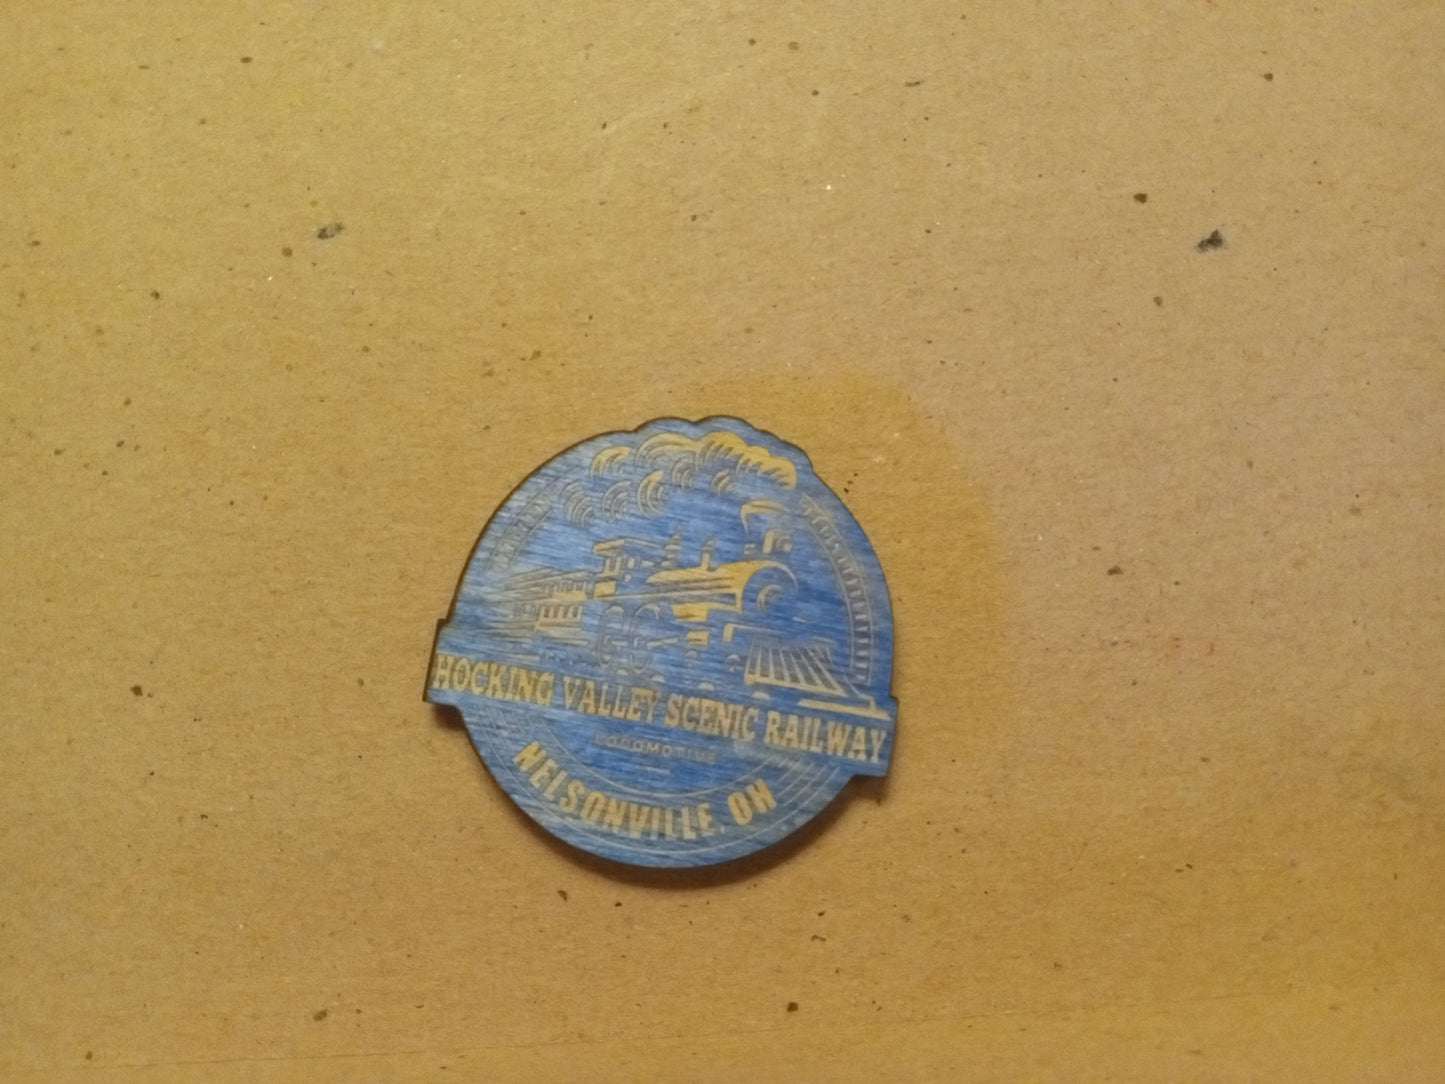 HOCKING VALLEY SCENIC RAILWAY
LOCOMOTIVE
NELSONVILLE, OH